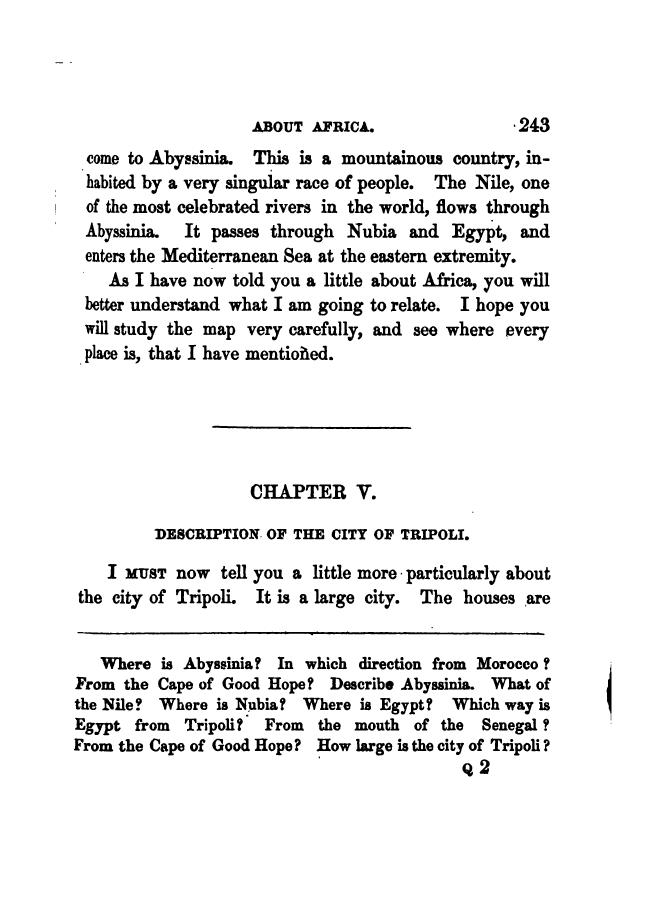 ABOUT AFRICA. 243
come to Abyssinia. This is a mountainous country, in-
habited by a very singular race of people. The Nile, one
of the most celebrated rivers in the world, flows through
Abyssinia. It passes through Nubia and Egypt, and
enters the Mediterranean Sea at the eastern extremity.
As I have now told you a little about Africa, you will
better understand what I am going to relate. I hope you
will study the map very carefully, and see where every
place is, that I have mentioned.
CHAPTER V.
DESCRIPTION OF THE CITY OF TRIPOLI.
I MUST now tell you a little more particularly about
the city of Tripoli. It is a large city. The houses are
Where is Abyssinia? In which direction from Morocco?
From the Cape of Good Hope? Describe Abyssinia. What of
the Nile? Where is Nubia? Where is Egypt? Which way is
Egypt from Tripoli? From the mouth of the Senegal?
From the Cape of Good Hope? How large is the city of Tripoli?
Q 2